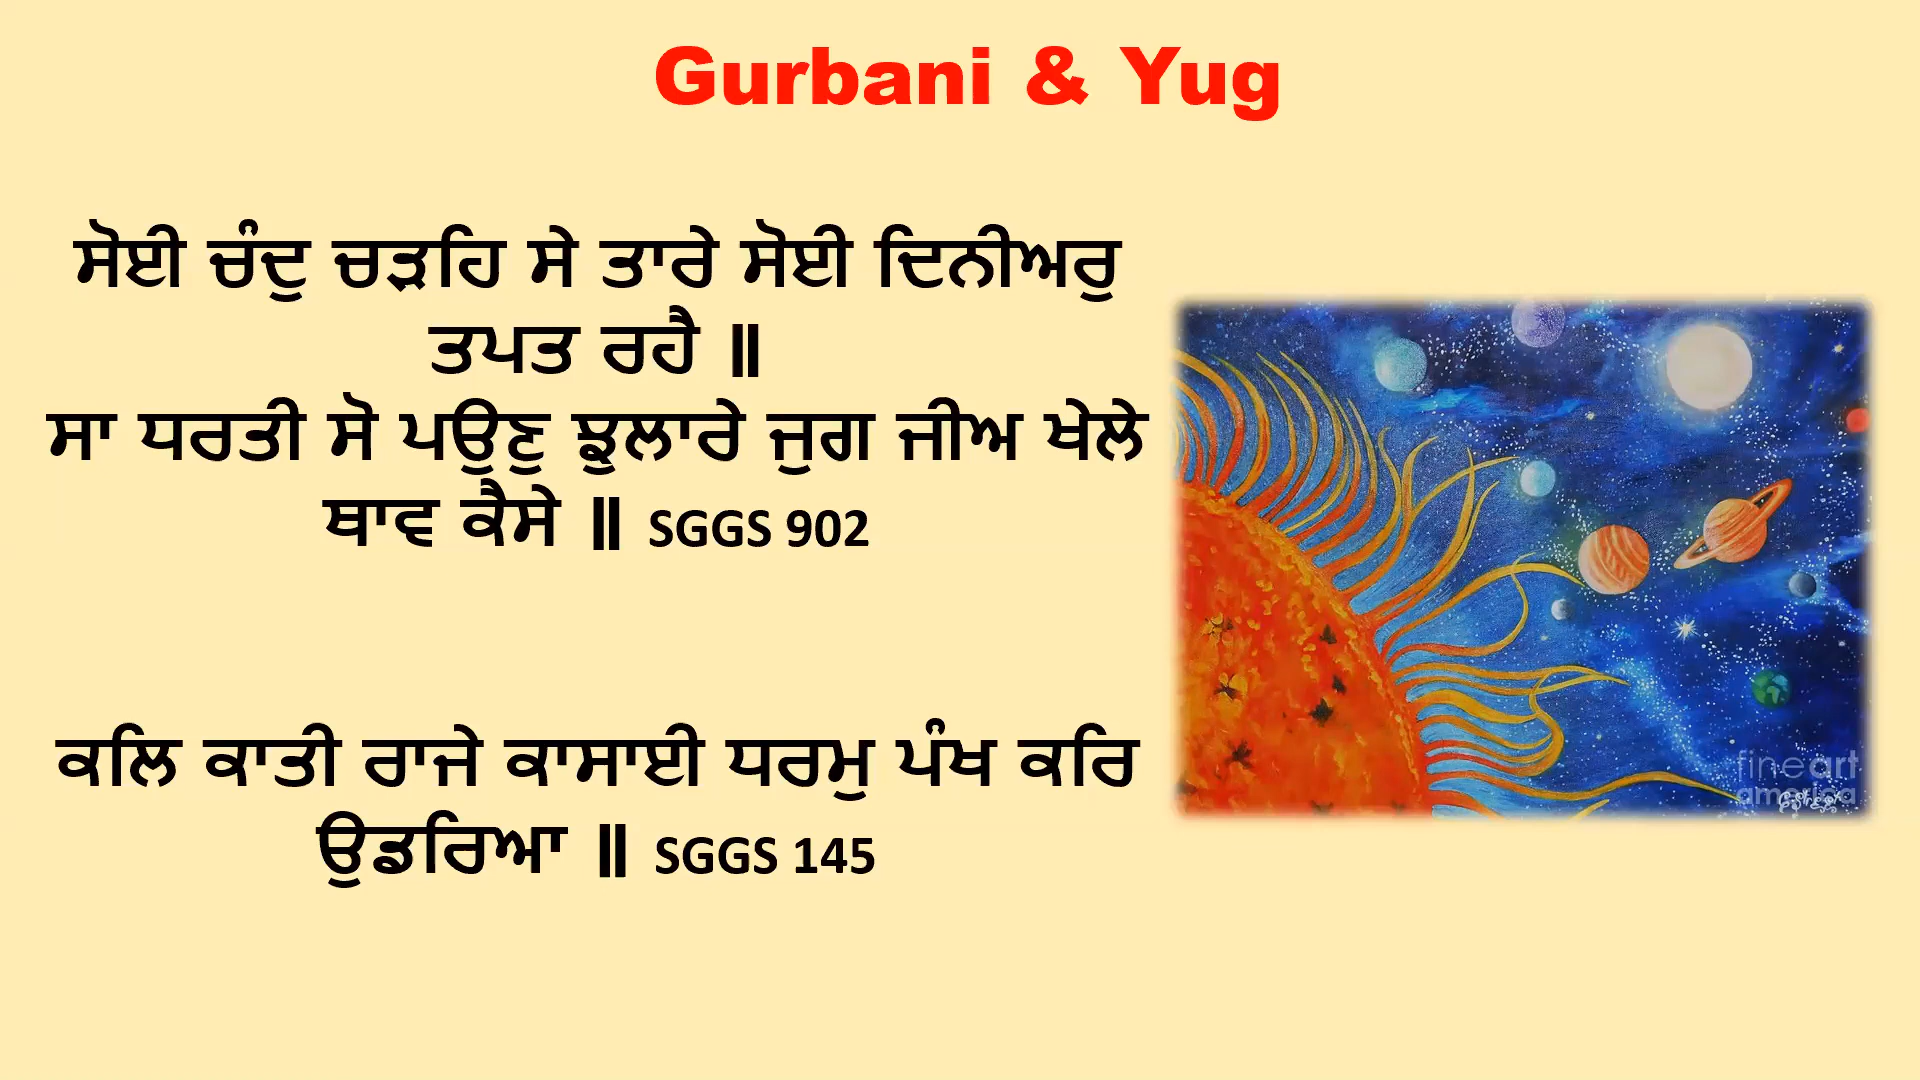 Gurbani & Yug
ਸੋਈ ਚੰਦੁ ਚੜਹਿ ਸੇ ਤਾਰੇ ਸੋਈ ਦਿਨੀਅਰੁ
ਤਪਤ ਰਹੈ ॥
ਸਾ ਧਰਤੀ ਸੋ ਪਉਣੁ ਝੁਲਾਰੇ ਜੁਗ ਜੀਅ ਖੇਲੇ
ਥਾਵ ਕੈਸੇ ॥ SGGS 902
ਕਲਿ ਕਾਤੀ ਰਾਜੇ ਕਾਸਾਈ ਧਰਮੁ ਪੰਖ ਕਰਿ
ਉਡਰਿਆ ॥ SGGS 145
fineart
america